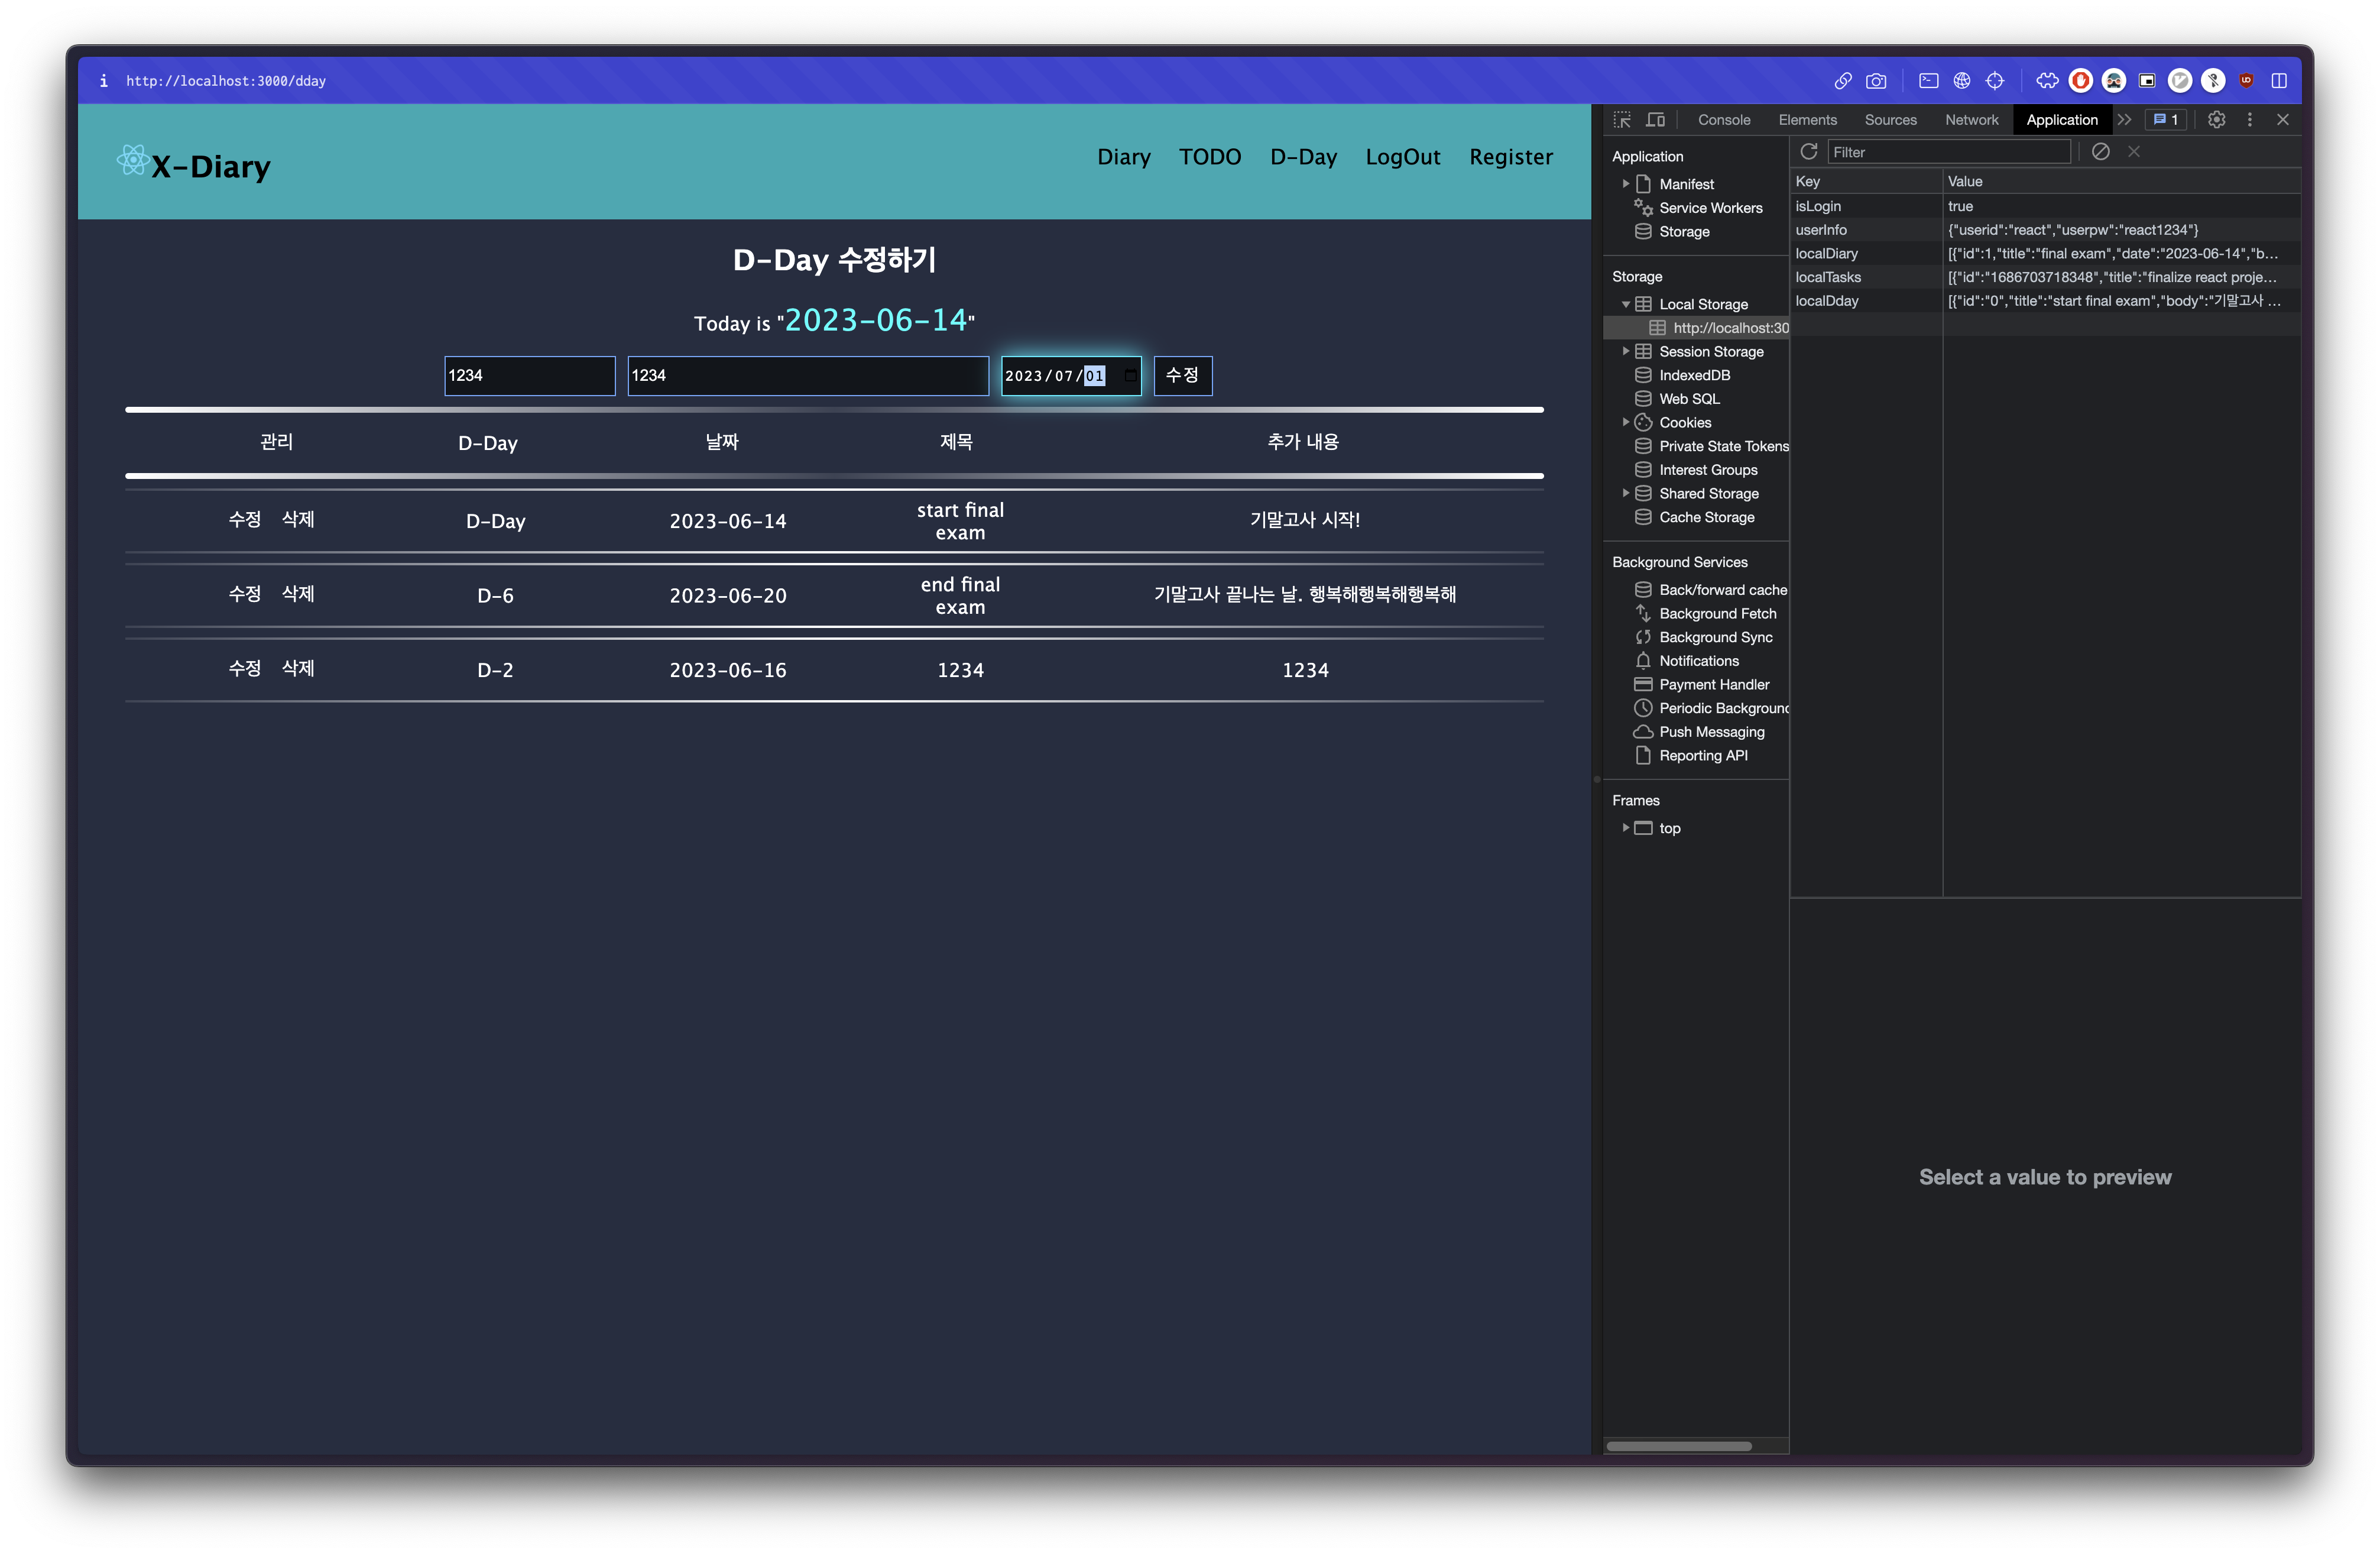 http://localhost:3000/dday
X-Diary
Diary TODO D-Day LogOut Register
D-Day 수정하기
Today is "2023-06-14"
1234 1234 2023/07/01 수정
관리 D-Day 날짜 제목 추가 내용
수정 삭제 D-Day 2023-06-14 start final exam 기말고사 시작!
수정 삭제 D-6 2023-06-20 end final exam 기말고사 끝나는 날. 행복해행복해행복해
수정 삭제 D-2 2023-06-16 1234 1234
Console Elements Sources Network Application 1
Application
Manifest
Service Workers
Storage
Storage
Local Storage
http://localhost:30
Session Storage
IndexedDB
Web SQL
Cookies
Private State Tokens
Interest Groups
Shared Storage
Cache Storage
Background Services
Back/forward cache
Background Fetch
Background Sync
Notifications
Payment Handler
Periodic Background
Push Messaging
Reporting API
Frames
top
Filter
Key Value
isLogin true
userInfo {"userid":"react","userpw":"react1234"}
localDiary [{"id":1,"title":"final exam","date":"2023-06-14","b…
localTasks [{"id":"1686703718348","title":"finalize react proje…
localDday [{"id":"0","title":"start final exam","body":"기말고사 …
Select a value to preview